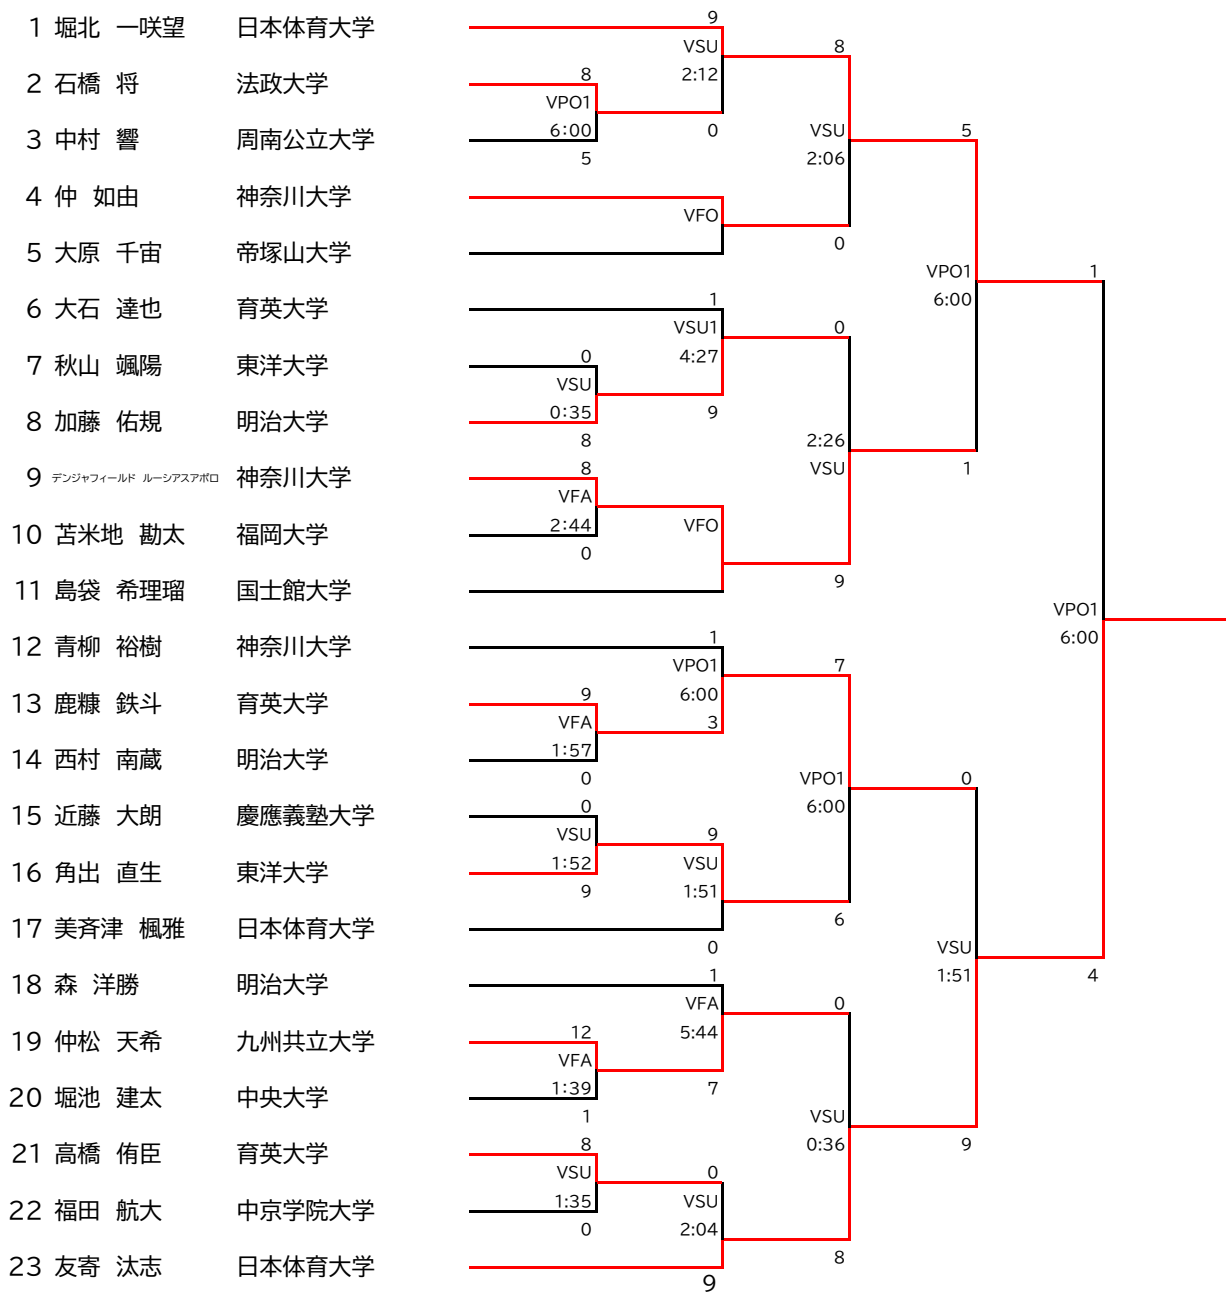 1 堀北 一咲望 日本体育大学
2 石橋 将 法政大学
3 中村 響 周南公立大学
4 仲 如由 神奈川大学
5 大原 千宙 帝塚山大学
6 大石 達也 育英大学
7 秋山 颯陽 東洋大学
8 加藤 佑規 明治大学
9 デンジャフィールド ルーシアスアポロ 神奈川大学
10 苫米地 勘太 福岡大学
11 島袋 希理瑠 国士館大学
12 青柳 裕樹 神奈川大学
13 鹿糠 鉄斗 育英大学
14 西村 南蔵 明治大学
15 近藤 大朗 慶應義塾大学
16 角出 直生 東洋大学
17 美斉津 楓雅 日本体育大学
18 森 洋勝 明治大学
19 仲松 天希 九州共立大学
20 堀池 建太 中央大学
21 高橋 侑臣 育英大学
22 福田 航大 中京学院大学
23 友寄 汰志 日本体育大学
8
VPO1
6:00
5
0
VSU
0:35
8
8
VFA
2:44
0
9
VFA
1:57
0
0
VSU
1:52
9
12
VFA
1:39
1
8
VSU
1:35
0
9
VSU
2:12
0
VFO
1
VSU1
4:27
9
VFO
1
VPO1
6:00
3
9
VSU
1:51
0
1
VFA
5:44
7
0
VSU
2:04
9
8
VSU
2:06
0
0
2:26
VSU
9
7
VPO1
6:00
6
0
VSU
0:36
8
5
VPO1
6:00
1
0
VSU
1:51
9
1
VPO1
6:00
4